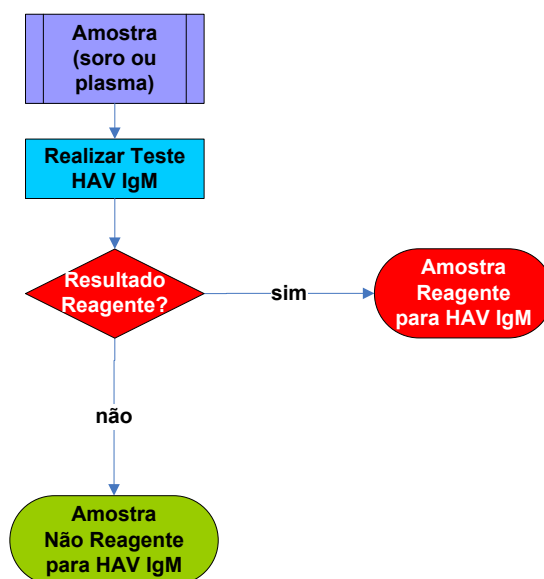 Amostra
(soro ou
plasma)
Realizar Teste
HAV IgM
Resultado
Reagente?
sim
Amostra
Reagente
para HAV IgM
não
Amostra
Não Reagente
para HAV IgM